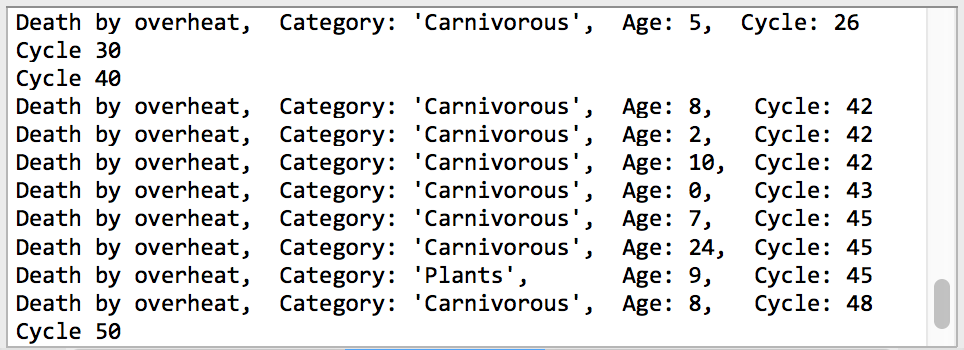 Death by overheat,  Category: 'Carnivorous',  Age: 5,  Cycle: 26
Cycle 30
Cycle 40
Death by overheat,  Category: 'Carnivorous',  Age: 8,   Cycle: 42
Death by overheat,  Category: 'Carnivorous',  Age: 2,   Cycle: 42
Death by overheat,  Category: 'Carnivorous',  Age: 10,  Cycle: 42
Death by overheat,  Category: 'Carnivorous',  Age: 0,   Cycle: 43
Death by overheat,  Category: 'Carnivorous',  Age: 7,   Cycle: 45
Death by overheat,  Category: 'Carnivorous',  Age: 24,  Cycle: 45
Death by overheat,  Category: 'Plants',       Age: 9,   Cycle: 45
Death by overheat,  Category: 'Carnivorous',  Age: 8,   Cycle: 48
Cycle 50